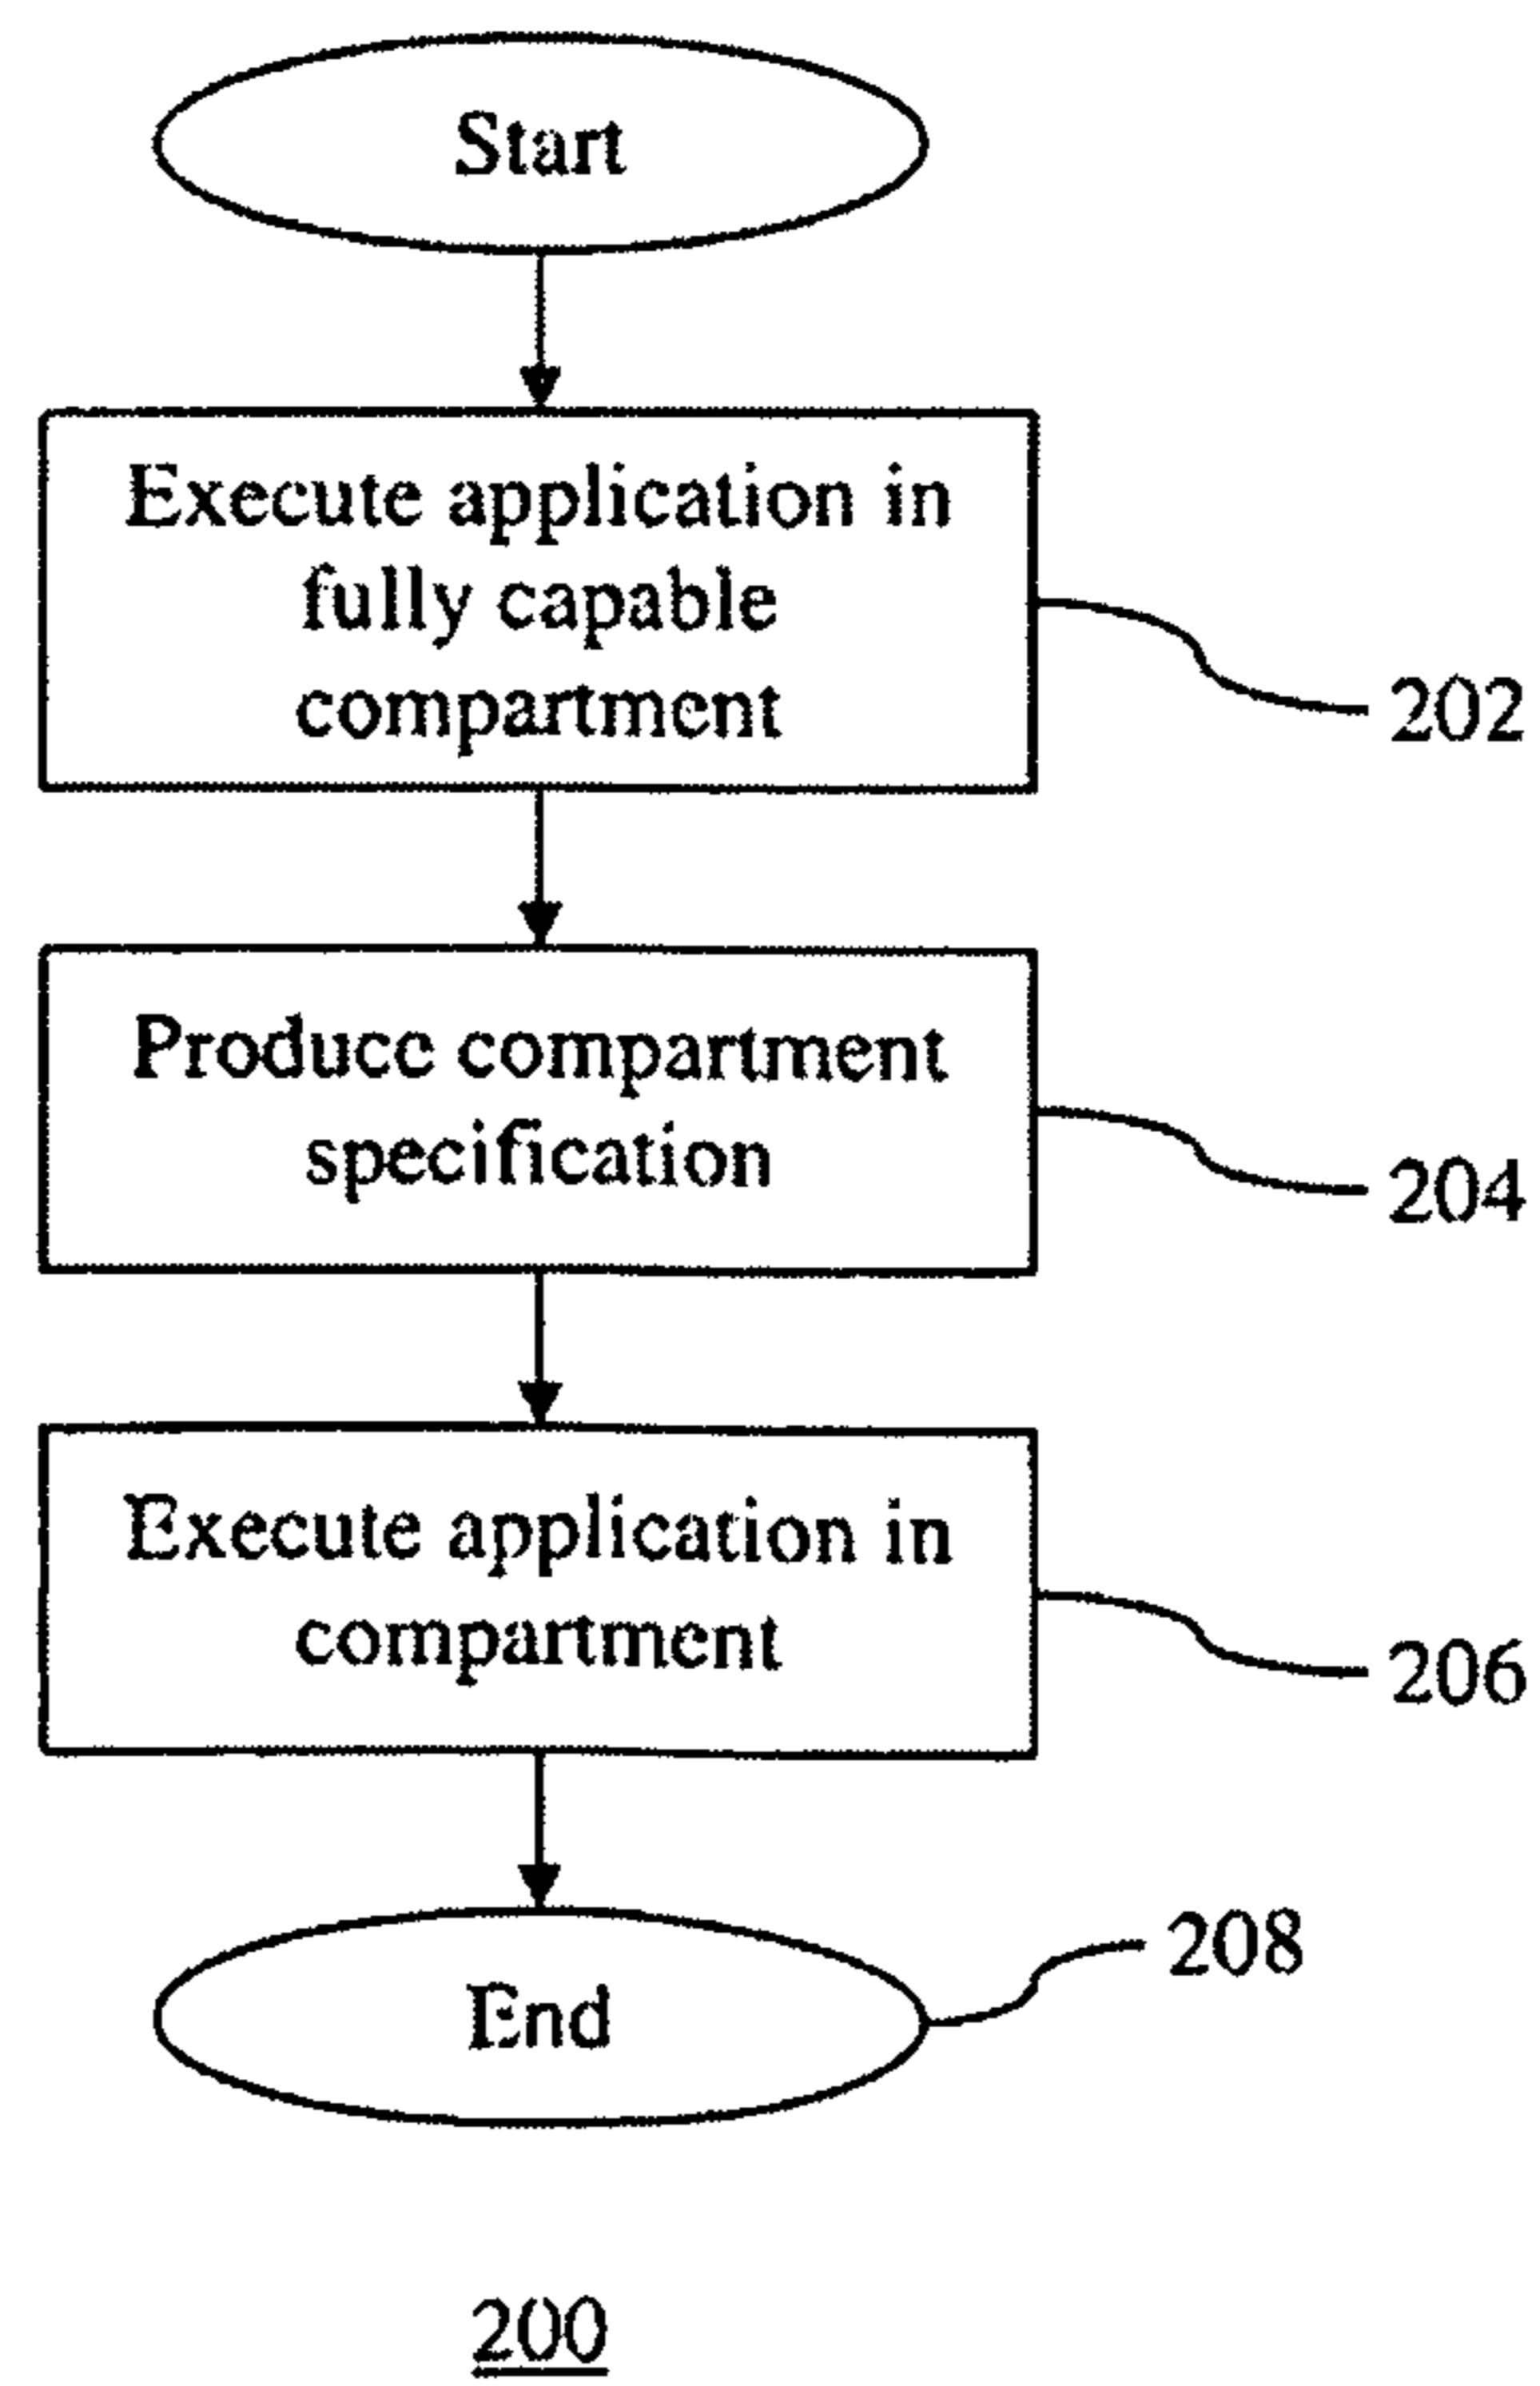 Start
Execute application in
fully capable
compartment
202
Produce compartment
specification
204
Execute application in
compartment
206
208
End
200